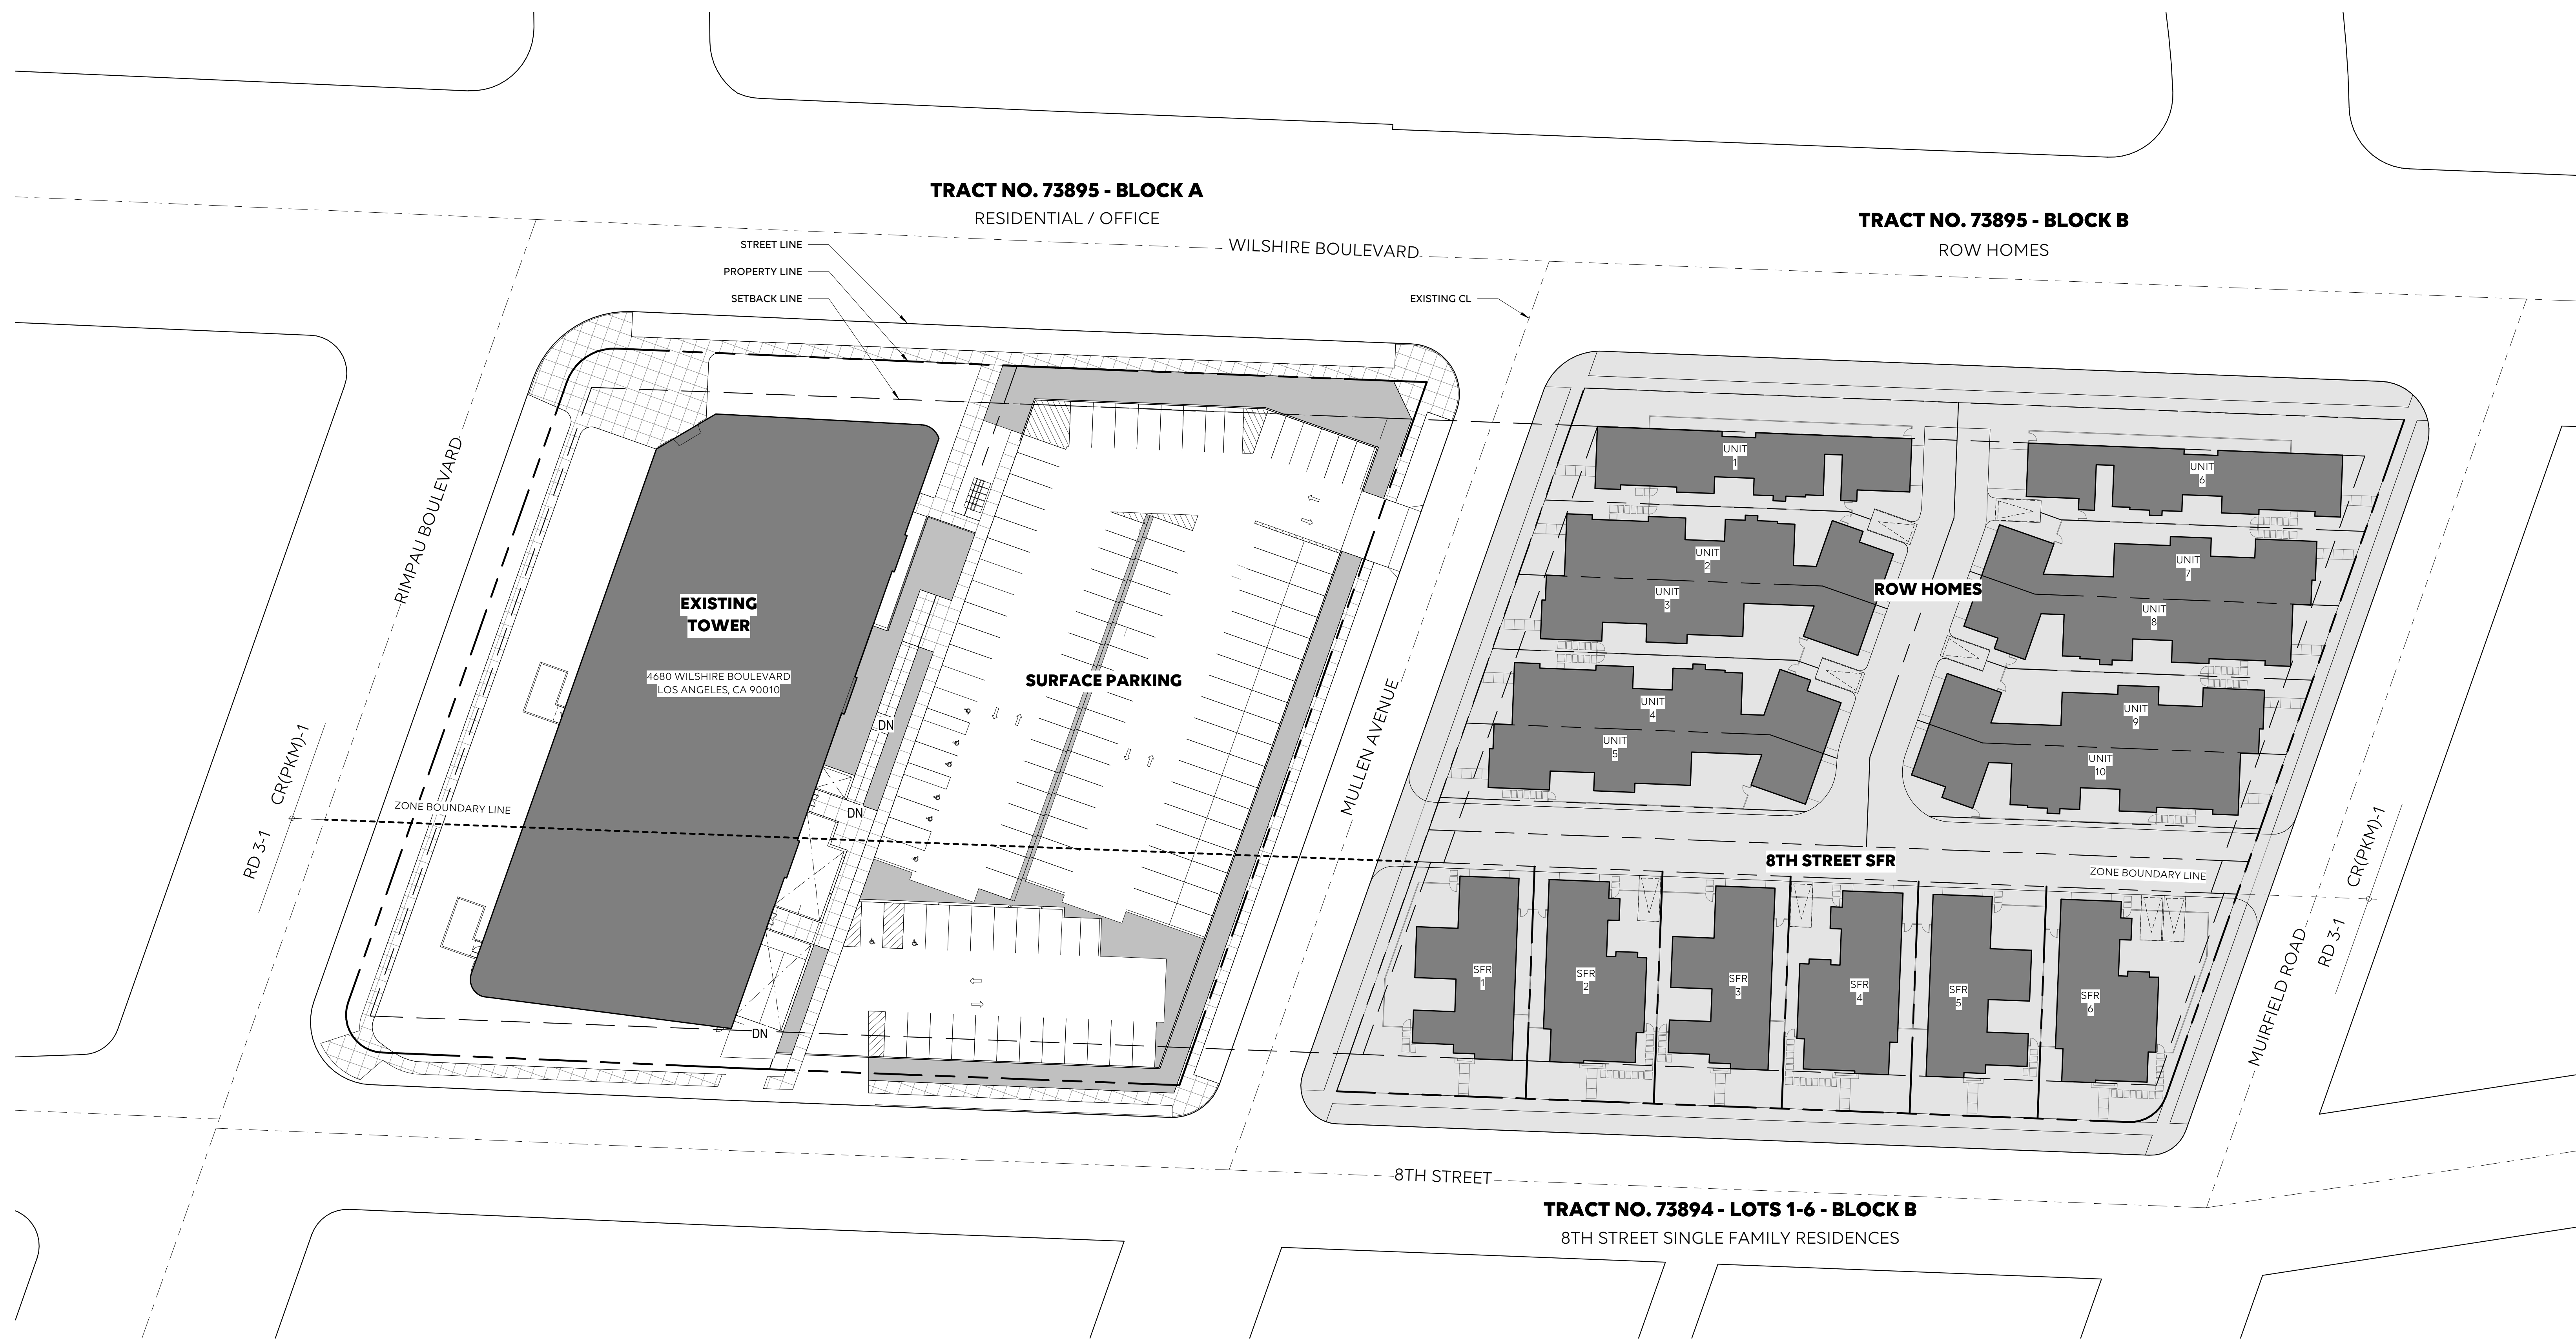 TRACT NO. 73895 - BLOCK A
RESIDENTIAL / OFFICE
TRACT NO. 73895 - BLOCK B
ROW HOMES
STREET LINE
WILSHIRE BOULEVARD
PROPERTY LINE
SETBACK LINE
EXISTING CL
RIMPAU BOULEVARD
EXISTING
TOWER
4680 WILSHIRE BOULEVARD
LOS ANGELES, CA 90010
SURFACE PARKING
DN
DN
DN
MULLEN AVENUE
CR(PKM)-1
RD 3-1
ZONE BOUNDARY LINE
UNIT
1
UNIT
2
UNIT
3
UNIT
4
UNIT
5
UNIT
6
UNIT
7
UNIT
8
UNIT
9
UNIT
10
ROW HOMES
8TH STREET SFR
ZONE BOUNDARY LINE
CR(PKM)-1
RD 3-1
SFR
1
SFR
2
SFR
3
SFR
4
SFR
5
SFR
6
MUIRFIELD ROAD
8TH STREET
TRACT NO. 73894 - LOTS 1-6 - BLOCK B
8TH STREET SINGLE FAMILY RESIDENCES